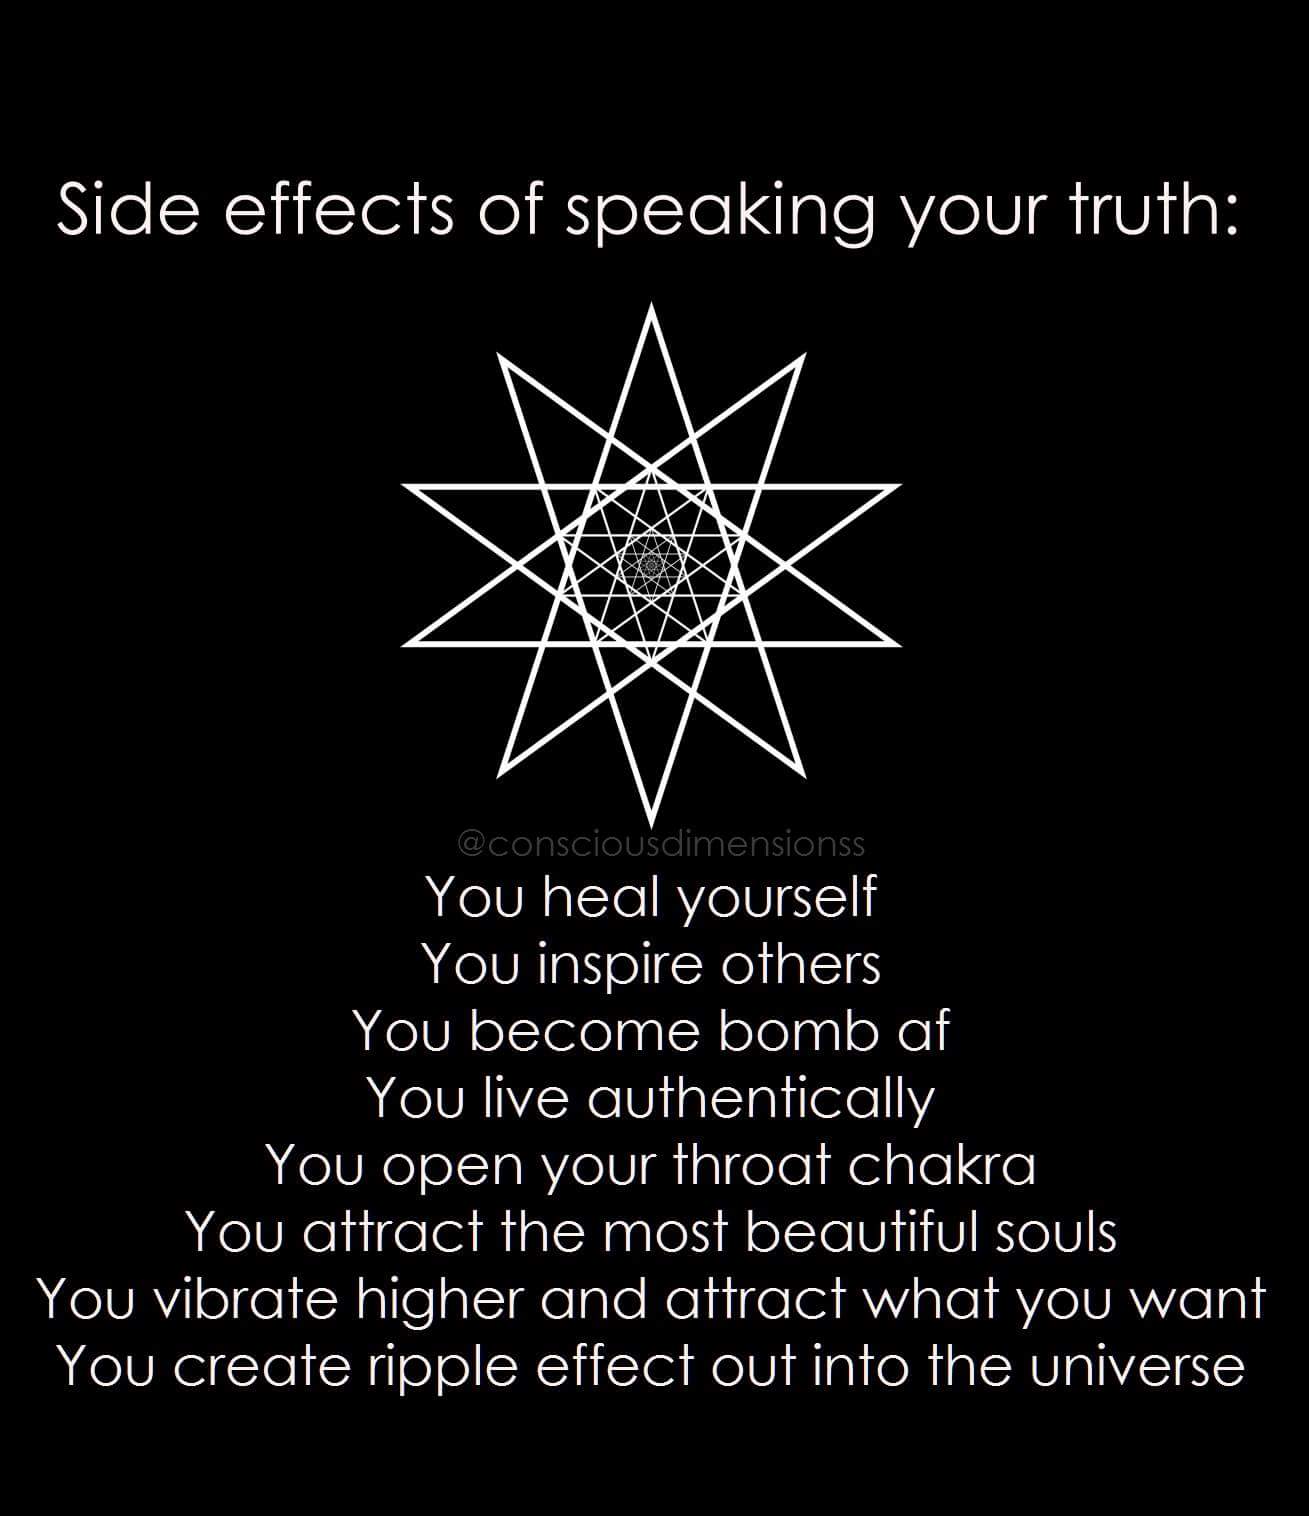 Side effects of speaking your truth:
@consciousdimensionss
You heal yourself
You inspire others
You become bomb af
You live authentically
You open your throat chakra
You attract the most beautiful souls
You vibrate higher and attract what you want
You create ripple effect out into the universe